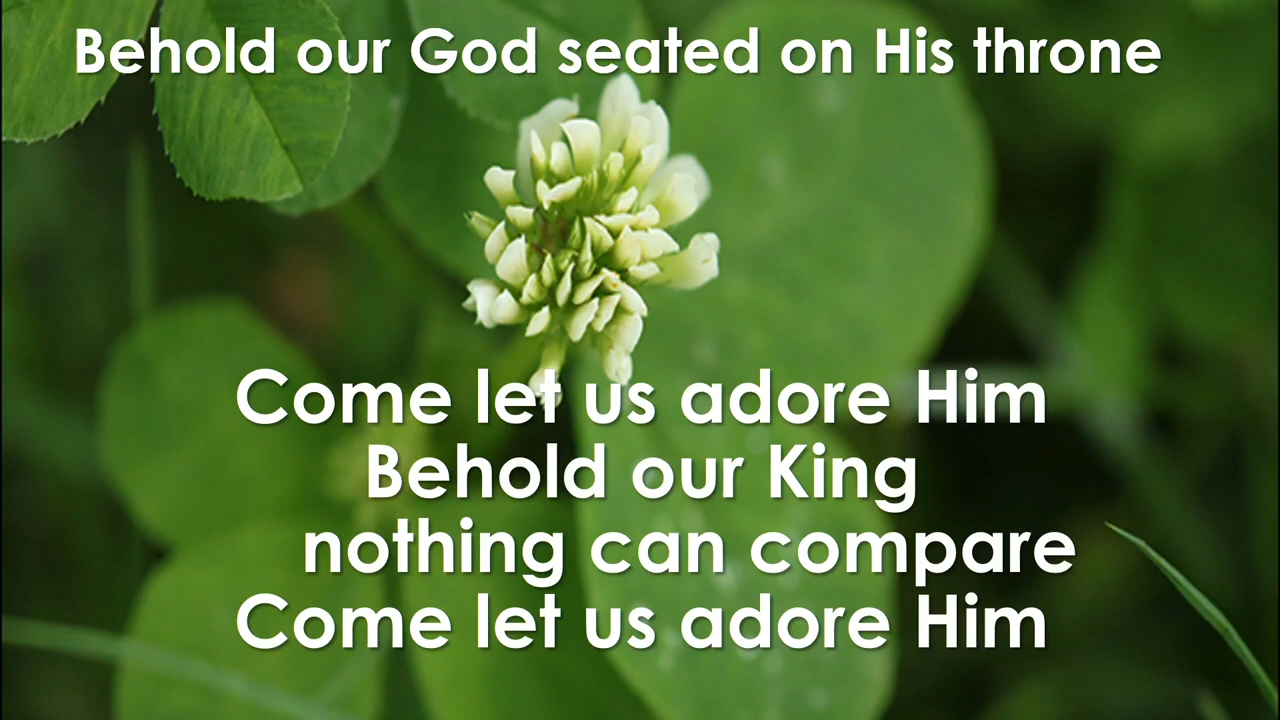 Behold our God seated on His throne
Come let us adore Him
Behold our King
nothing can compare
Come let us adore Him